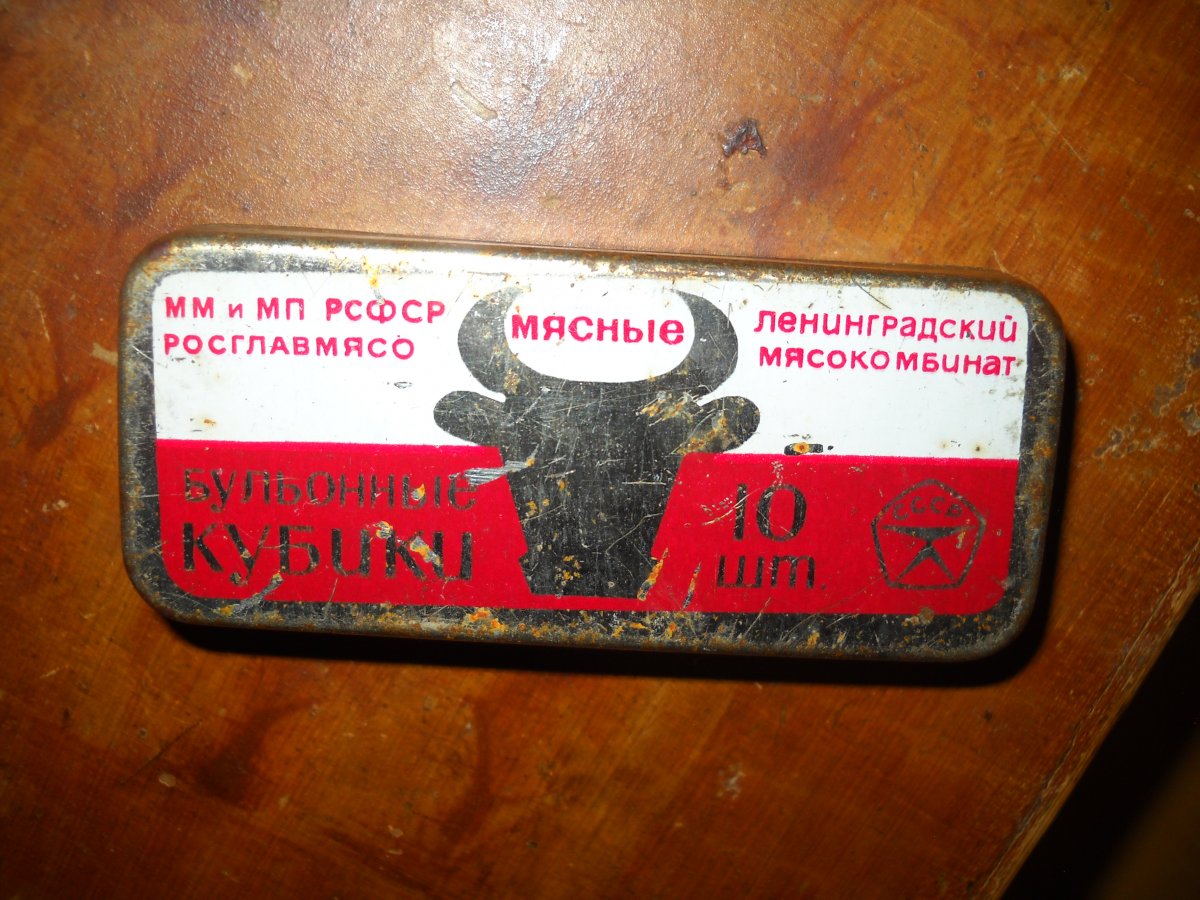 ММ и МП РСФСР
РОСГЛАВМЯСО
МЯСНЫЕ
ЛЕНИНГРАДСКИЙ
МЯСОКОМБИНАТ
БУЛЬОННЫЕ
КУБИКИ
10
шт.
СССР